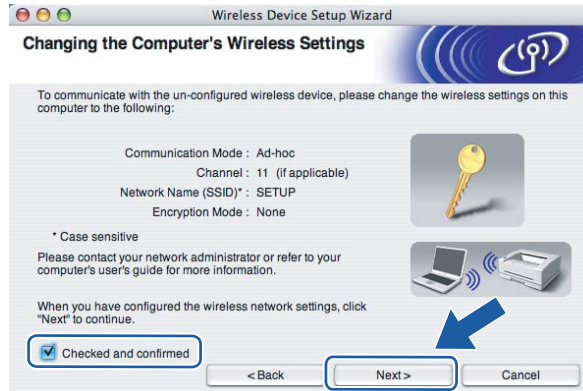 Wireless Device Setup Wizard
Changing the Computer's Wireless Settings
To communicate with the un-configured wireless device, please change the wireless settings on this
computer to the following:
Communication Mode : Ad-hoc
Channel : 11 (if applicable)
Network Name (SSID)* : SETUP
Encryption Mode : None
* Case sensitive
Please contact your network administrator or refer to your
computer's user's guide for more information.
When you have configured the wireless network settings, click
"Next" to continue.
Checked and confirmed
< Back
Next >
Cancel